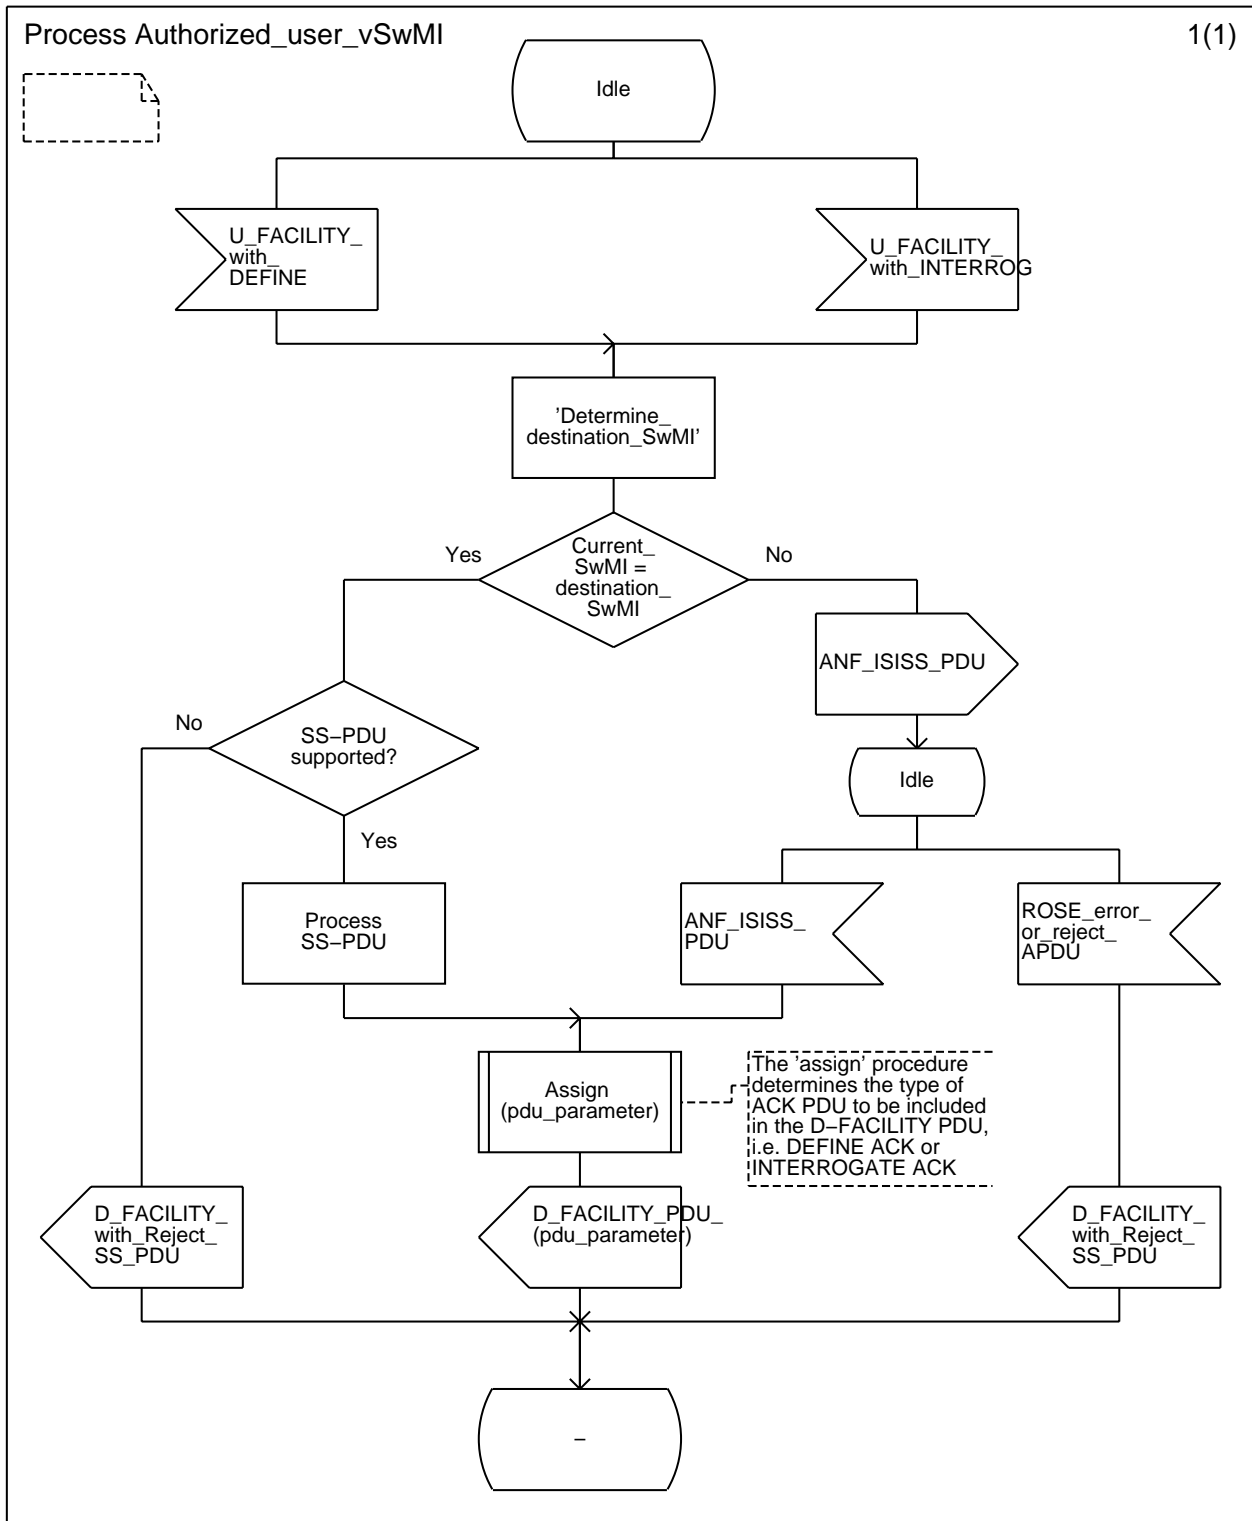 Process Authorized_user_vSwMI
1(1)
Idle
U_FACILITY_
with_
DEFINE
U_FACILITY_
with_INTERROG
’Determine_
destination_SwMI’
Yes
Current_
SwMI =
destination_
SwMI
No
ANF_ISISS_PDU
No
SS–PDU
supported?
Idle
Yes
Process
SS–PDU
ANF_ISISS_
PDU
ROSE_error_
or_reject_
APDU
Assign
(pdu_parameter)
The ’assign’ procedure
determines the type of
ACK PDU to be included
in the D–FACILITY PDU,
i.e. DEFINE ACK or
INTERROGATE ACK
D_FACILITY_
with_Reject_
SS_PDU
D_FACILITY_PDU_
(pdu_parameter)
D_FACILITY_
with_Reject_
SS_PDU
–